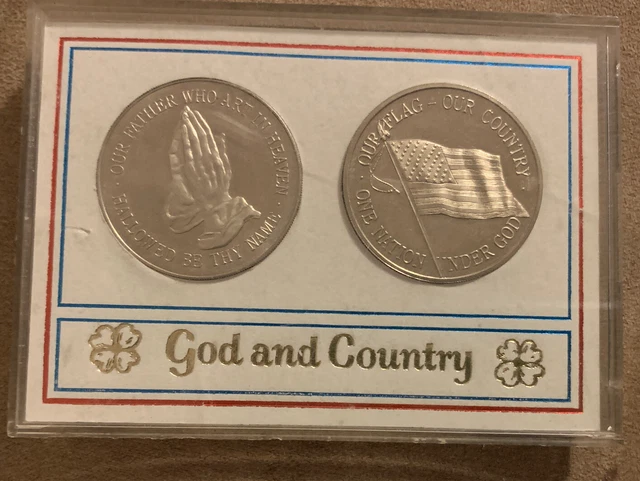 · OUR FATHER WHO ART IN HEAVEN ·
HALLOWED BE THY NAME
· OUR FLAG – OUR COUNTRY ·
ONE NATION UNDER GOD
God and Country